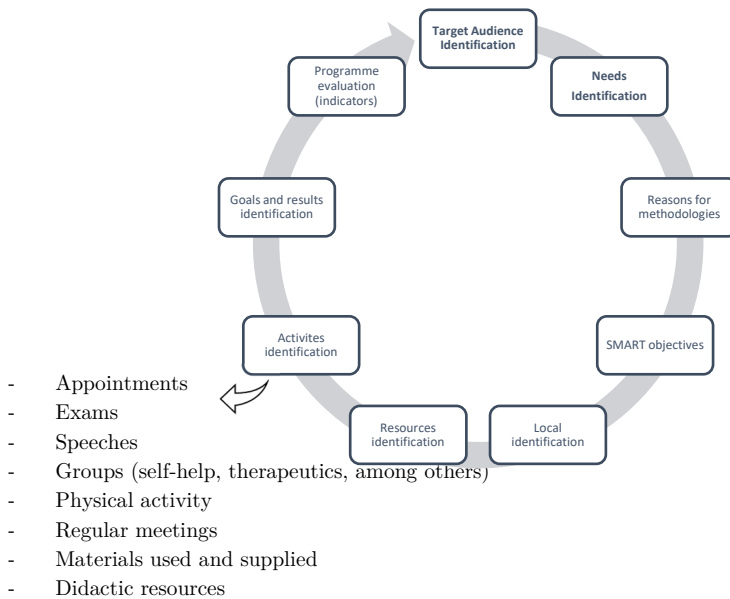 Target Audience
Identification
Needs
Identification
Reasons for
methodologies
SMART objectives
Local
identification
Resources
identification
Activites
identification
Goals and results
identification
Programme
evaluation
(indicators)
- Appointments
- Exams
- Speeches
- Groups (self-help, therapeutics, among others)
- Physical activity
- Regular meetings
- Materials used and supplied
- Didactic resources